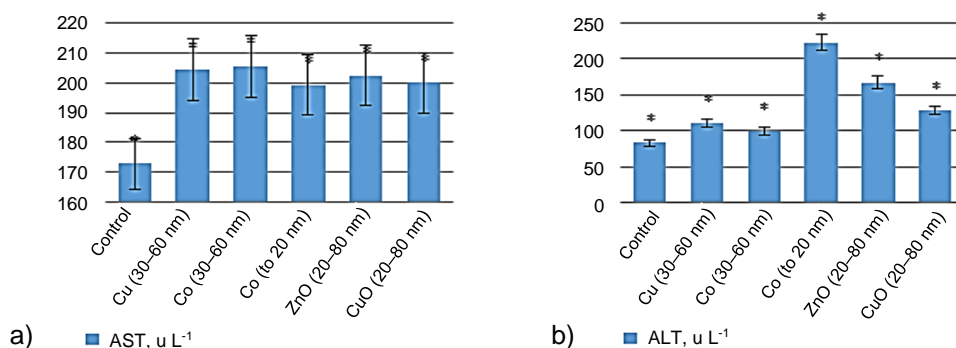 220
210
200
190
180
170
160
Control
Cu (30–60 nm)
Co (30–60 nm)
Co (to 20 nm)
ZnO (20–80 nm)
CuO (20–80 nm)
* * * * * *
a)
AST, u L⁻¹
250
200
150
100
50
0
Control
Cu (30–60 nm)
Co (30–60 nm)
Co (to 20 nm)
ZnO (20–80 nm)
CuO (20–80 nm)
* * * * * *
b)
ALT, u L⁻¹